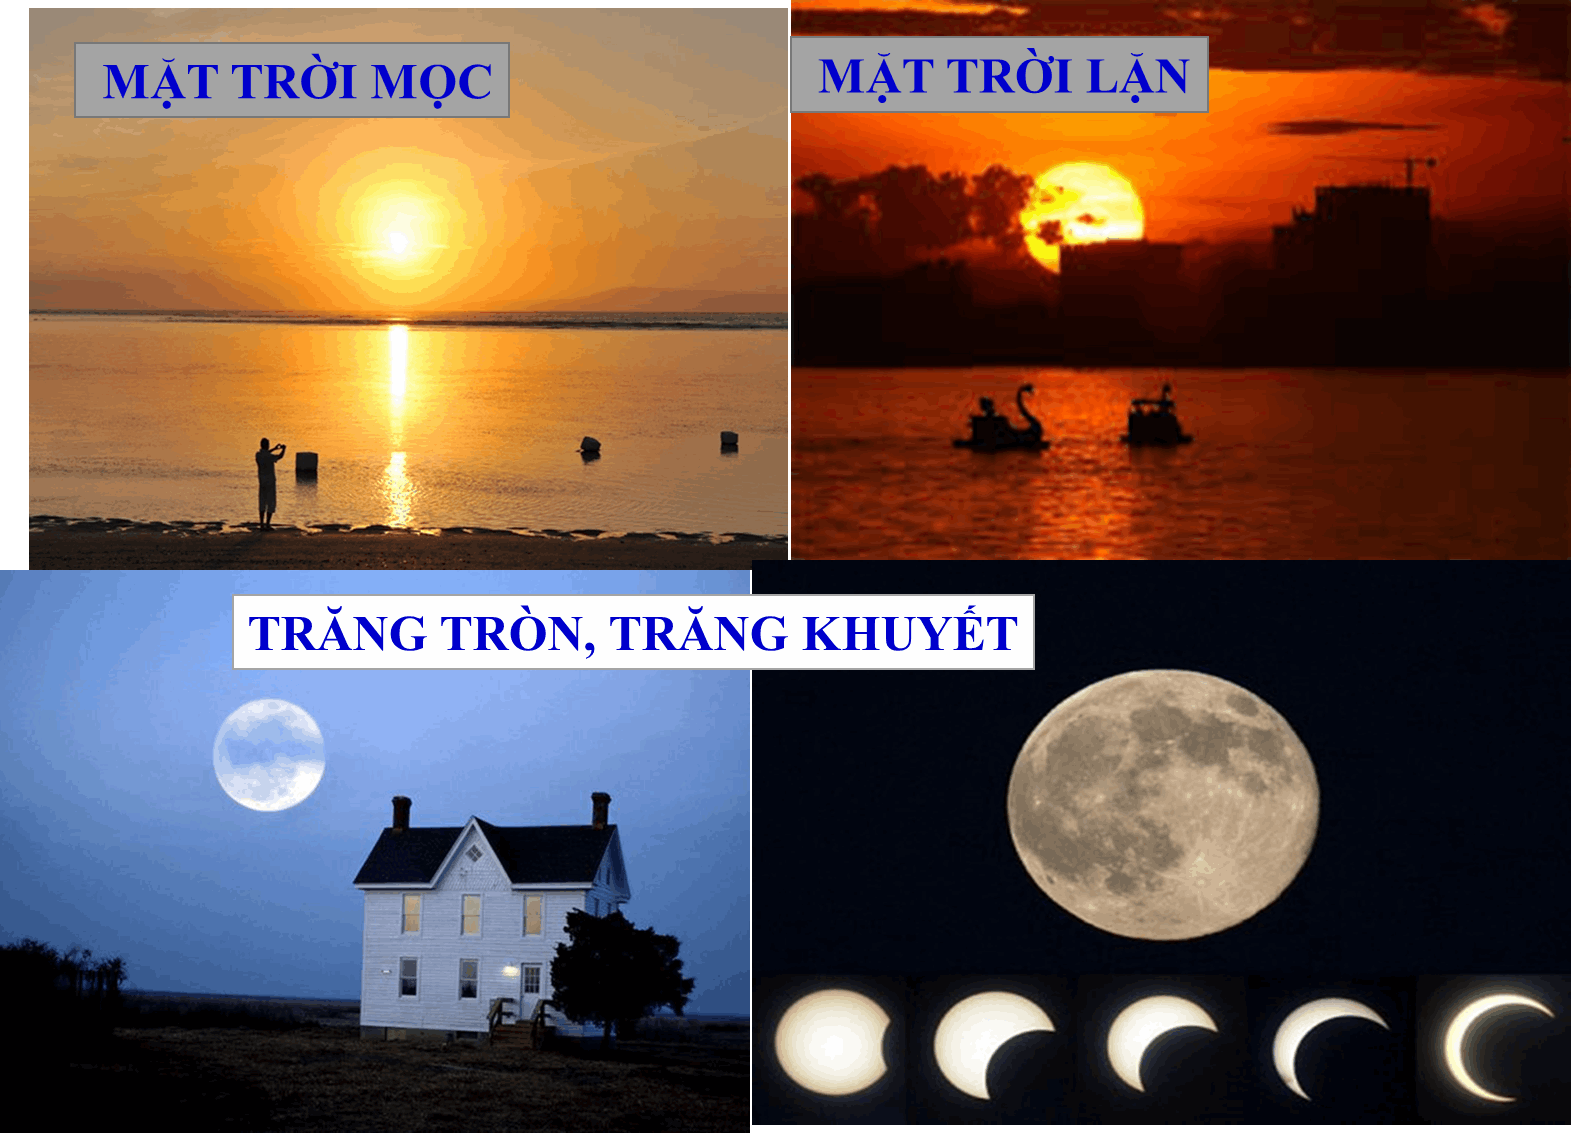 MẶT TRỜI MỌC
MẶT TRỜI LẶN
TRĂNG TRÒN, TRĂNG KHUYẾT